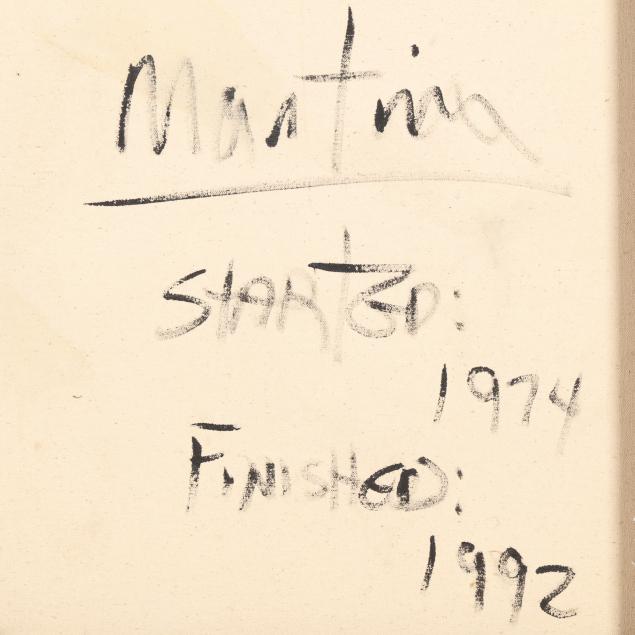 Martina
STARTED:
1974
FINISHED:
1992